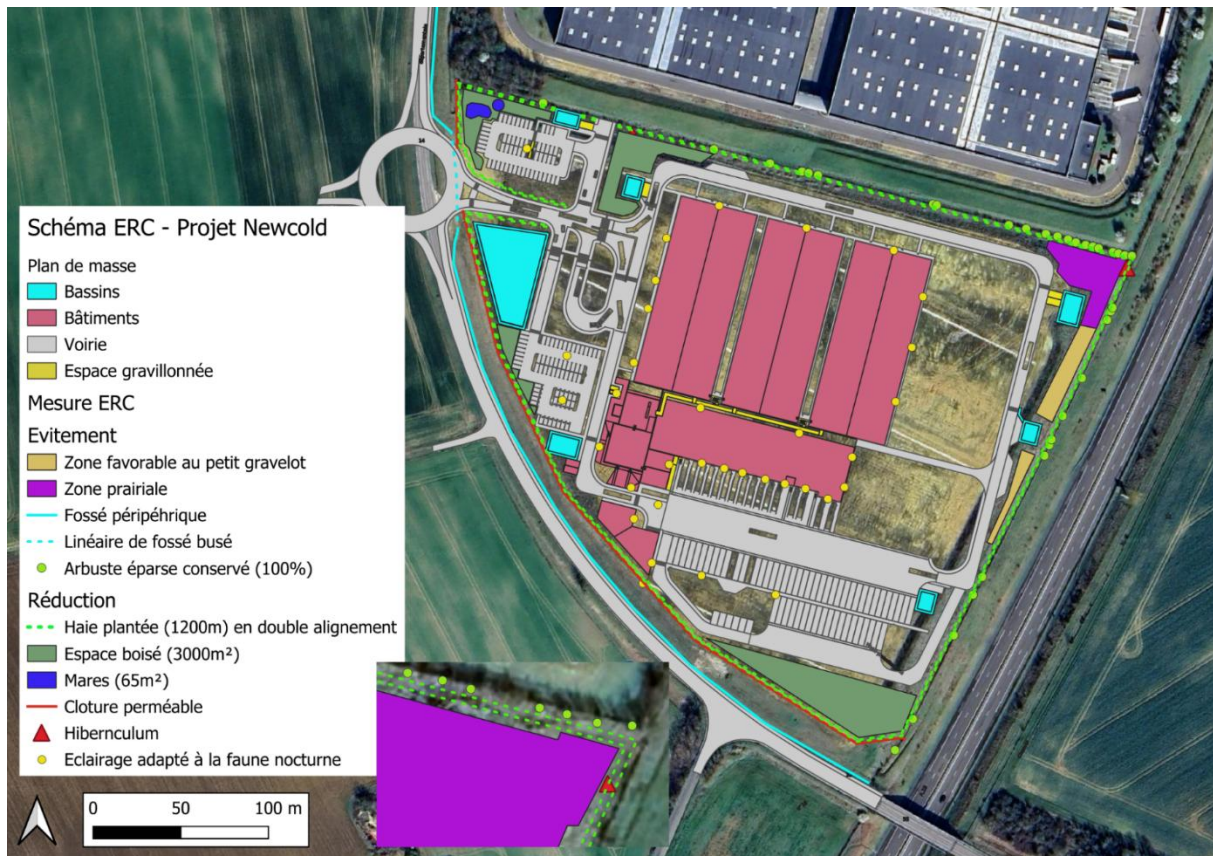 Schéma ERC - Projet Newcold
Plan de masse
Bassins
Bâtiments
Voirie
Espace gravillonnée
Mesure ERC
Evitement
Zone favorable au petit gravelot
Zone prairiale
Fossé péripéhrique
Linéaire de fossé busé
Arbuste éparse conservé (100%)
Réduction
Haie plantée (1200m) en double alignement
Espace boisé (3000m²)
Mares (65m²)
Cloture perméable
Hibernculum
Eclairage adapté à la faune nocturne
0 50 100 m